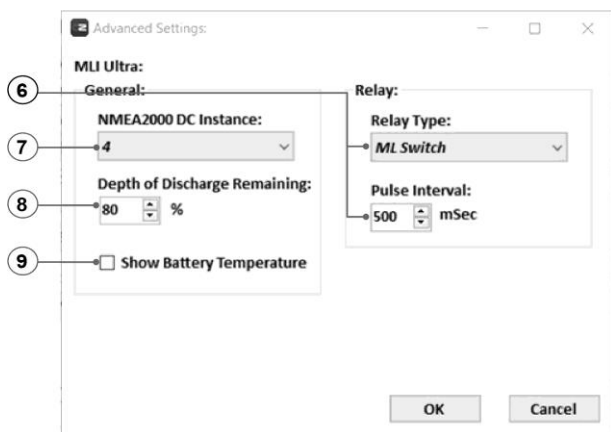 Advanced Settings:
MLI Ultra:
6
General:
Relay:
NMEA2000 DC Instance:
Relay Type:
7
4
ML Switch
Depth of Discharge Remaining:
Pulse Interval:
8
80 %
500 mSec
9
Show Battery Temperature
OK
Cancel